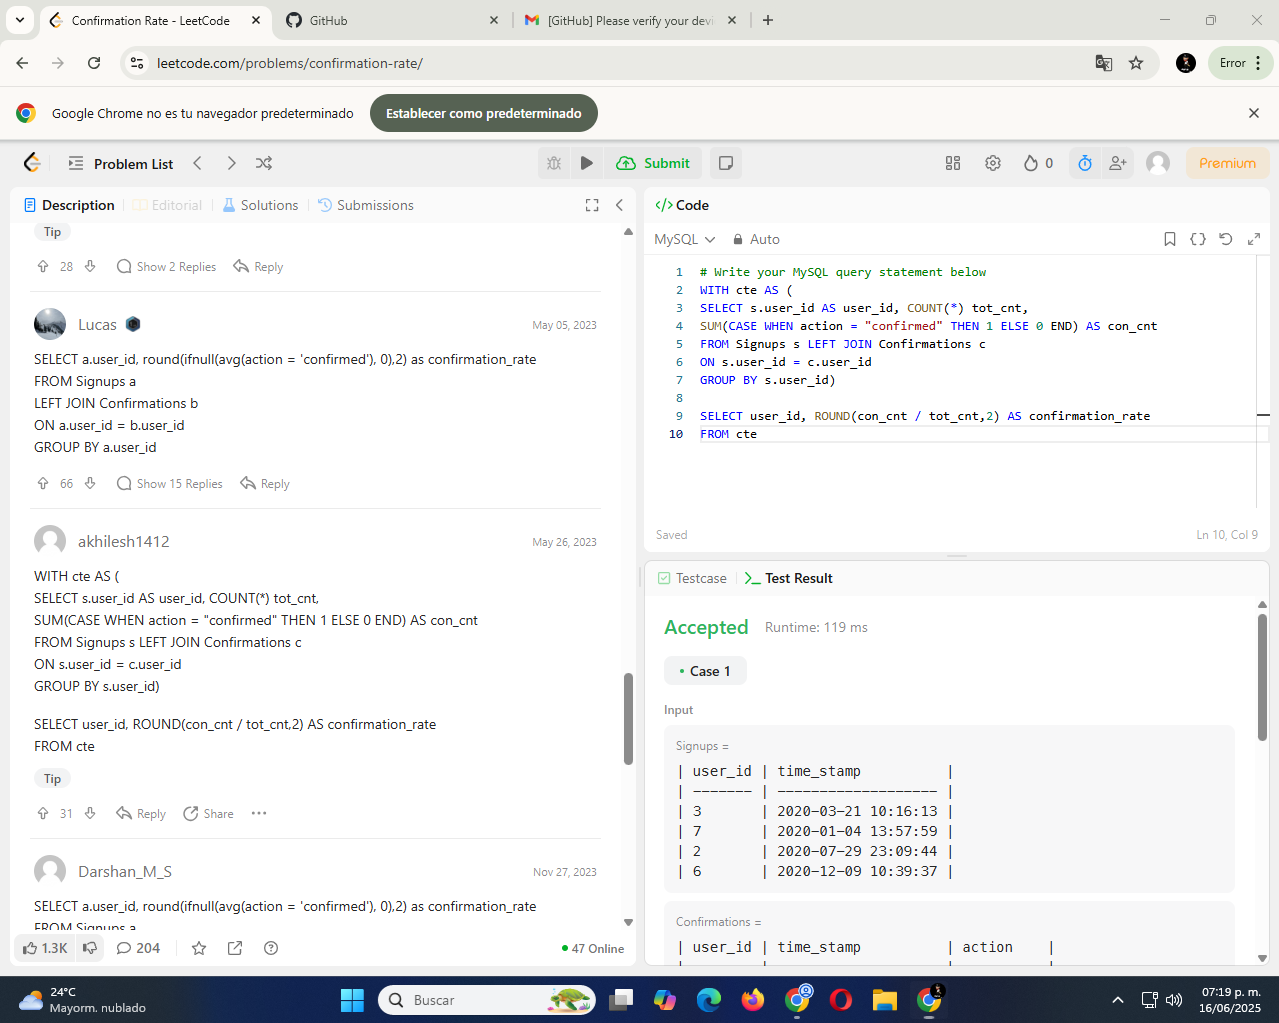 Confirmation Rate - LeetCode
GitHub
[GitHub] Please verify your devi
leetcode.com/problems/confirmation-rate/
Error
Google Chrome no es tu navegador predeterminado
Establecer como predeterminado
Problem List
Submit
0
Premium
Description
Editorial
Solutions
Submissions
Tip
28
Show 2 Replies
Reply
Lucas
May 05, 2023
SELECT a.user_id, round(ifnull(avg(action = 'confirmed'), 0),2) as confirmation_rate
FROM Signups a
LEFT JOIN Confirmations b
ON a.user_id = b.user_id
GROUP BY a.user_id
66
Show 15 Replies
Reply
akhilesh1412
May 26, 2023
WITH cte AS (
SELECT s.user_id AS user_id, COUNT(*) tot_cnt,
SUM(CASE WHEN action = "confirmed" THEN 1 ELSE 0 END) AS con_cnt
FROM Signups s LEFT JOIN Confirmations c
ON s.user_id = c.user_id
GROUP BY s.user_id)
SELECT user_id, ROUND(con_cnt / tot_cnt,2) AS confirmation_rate
FROM cte
Tip
31
Reply
Share
Darshan_M_S
Nov 27, 2023
SELECT a.user_id, round(ifnull(avg(action = 'confirmed'), 0),2) as confirmation_rate
FROM Signups a
1.3K
204
47 Online
Code
MySQL
Auto
1 # Write your MySQL query statement below
2 WITH cte AS (
3 SELECT s.user_id AS user_id, COUNT(*) tot_cnt,
4 SUM(CASE WHEN action = "confirmed" THEN 1 ELSE 0 END) AS con_cnt
5 FROM Signups s LEFT JOIN Confirmations c
6 ON s.user_id = c.user_id
7 GROUP BY s.user_id)
8
9 SELECT user_id, ROUND(con_cnt / tot_cnt,2) AS confirmation_rate
10 FROM cte
Saved
Ln 10, Col 9
Testcase
Test Result
Accepted
Runtime: 119 ms
Case 1
Input
Signups =
| user_id | time_stamp |
| ------- | ------------------- |
| 3 | 2020-03-21 10:16:13 |
| 7 | 2020-01-04 13:57:59 |
| 2 | 2020-07-29 23:09:44 |
| 6 | 2020-12-09 10:39:37 |
Confirmations =
| user_id | time_stamp | action |
24°C
Mayorm. nublado
Buscar
07:19 p. m.
16/06/2025